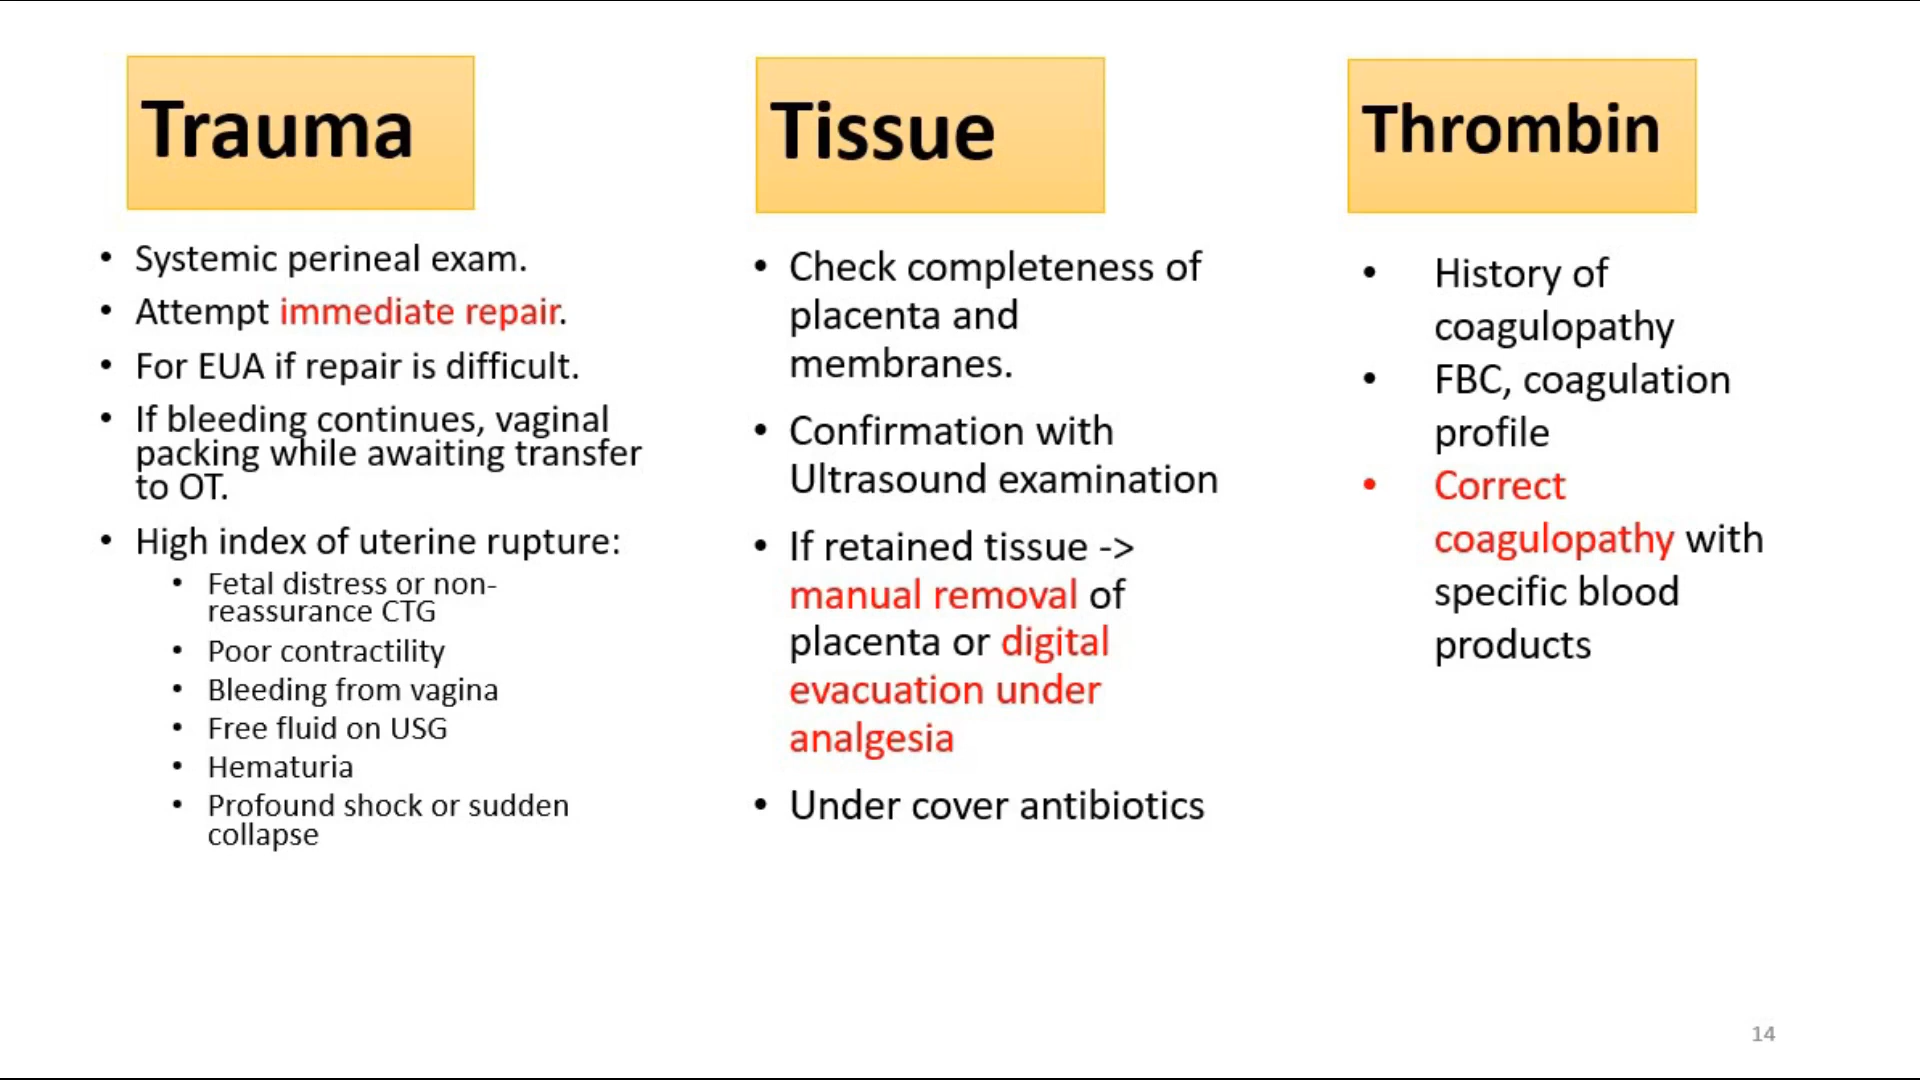 Trauma
• Systemic perineal exam.
• Attempt immediate repair.
• For EUA if repair is difficult.
• If bleeding continues, vaginal
packing while awaiting transfer
to OT.
• High index of uterine rupture:
• Fetal distress or non-
reassurance CTG
• Poor contractility
• Bleeding from vagina
• Free fluid on USG
• Hematuria
• Profound shock or sudden
collapse
Tissue
• Check completeness of
placenta and
membranes.
• Confirmation with
Ultrasound examination
• If retained tissue ->
manual removal of
placenta or digital
evacuation under
analgesia
• Under cover antibiotics
Thrombin
• History of
coagulopathy
• FBC, coagulation
profile
• Correct
coagulopathy with
specific blood
products
14